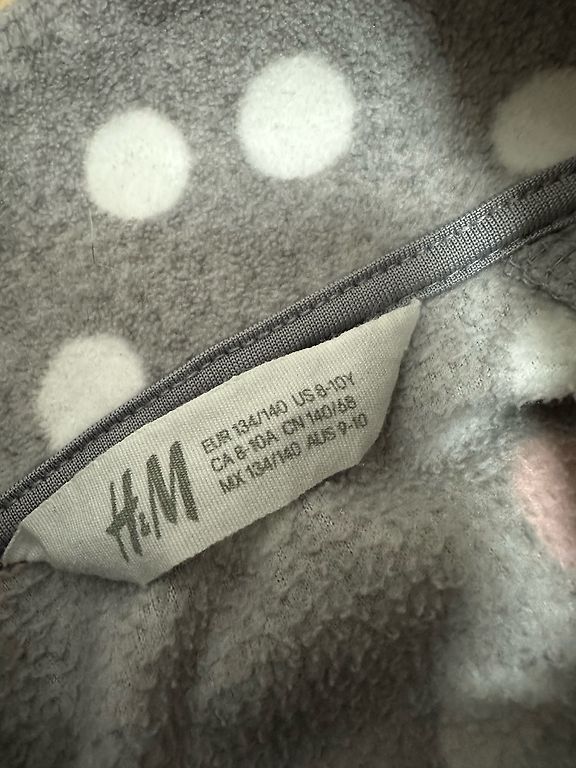 H&M
EUR 134/140 US 8-10Y
CA 8-10A CN 140/68
MX 134/140 AUS 9-10